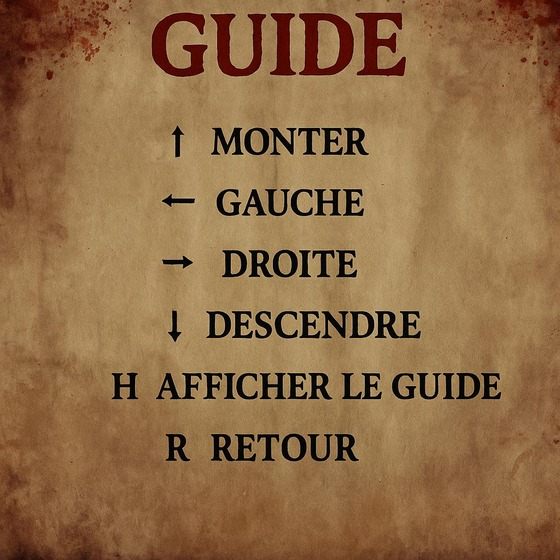 GUIDE
↑ MONTER
← GAUCHE
→ DROITE
↓ DESCENDRE
H AFFICHER LE GUIDE
R RETOUR